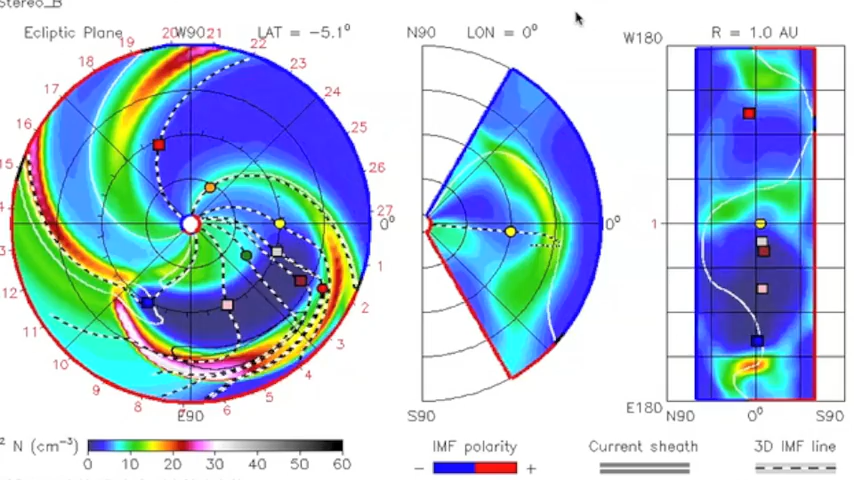 Stereo_B
Ecliptic Plane W90 LAT = −5.1°
N90 LON = 0°
W180 R = 1.0 AU
20 21
19 22
18 23
17 24
16 25
15 26
4 27 0°
3 1
12 2
11 3
10 4
9 5
8 7 6
E90
0°
S90
1
E180
N90 0° S90
² N (cm⁻³)
0 10 20 30 40 50 60
IMF polarity
− +
Current sheath
3D IMF line